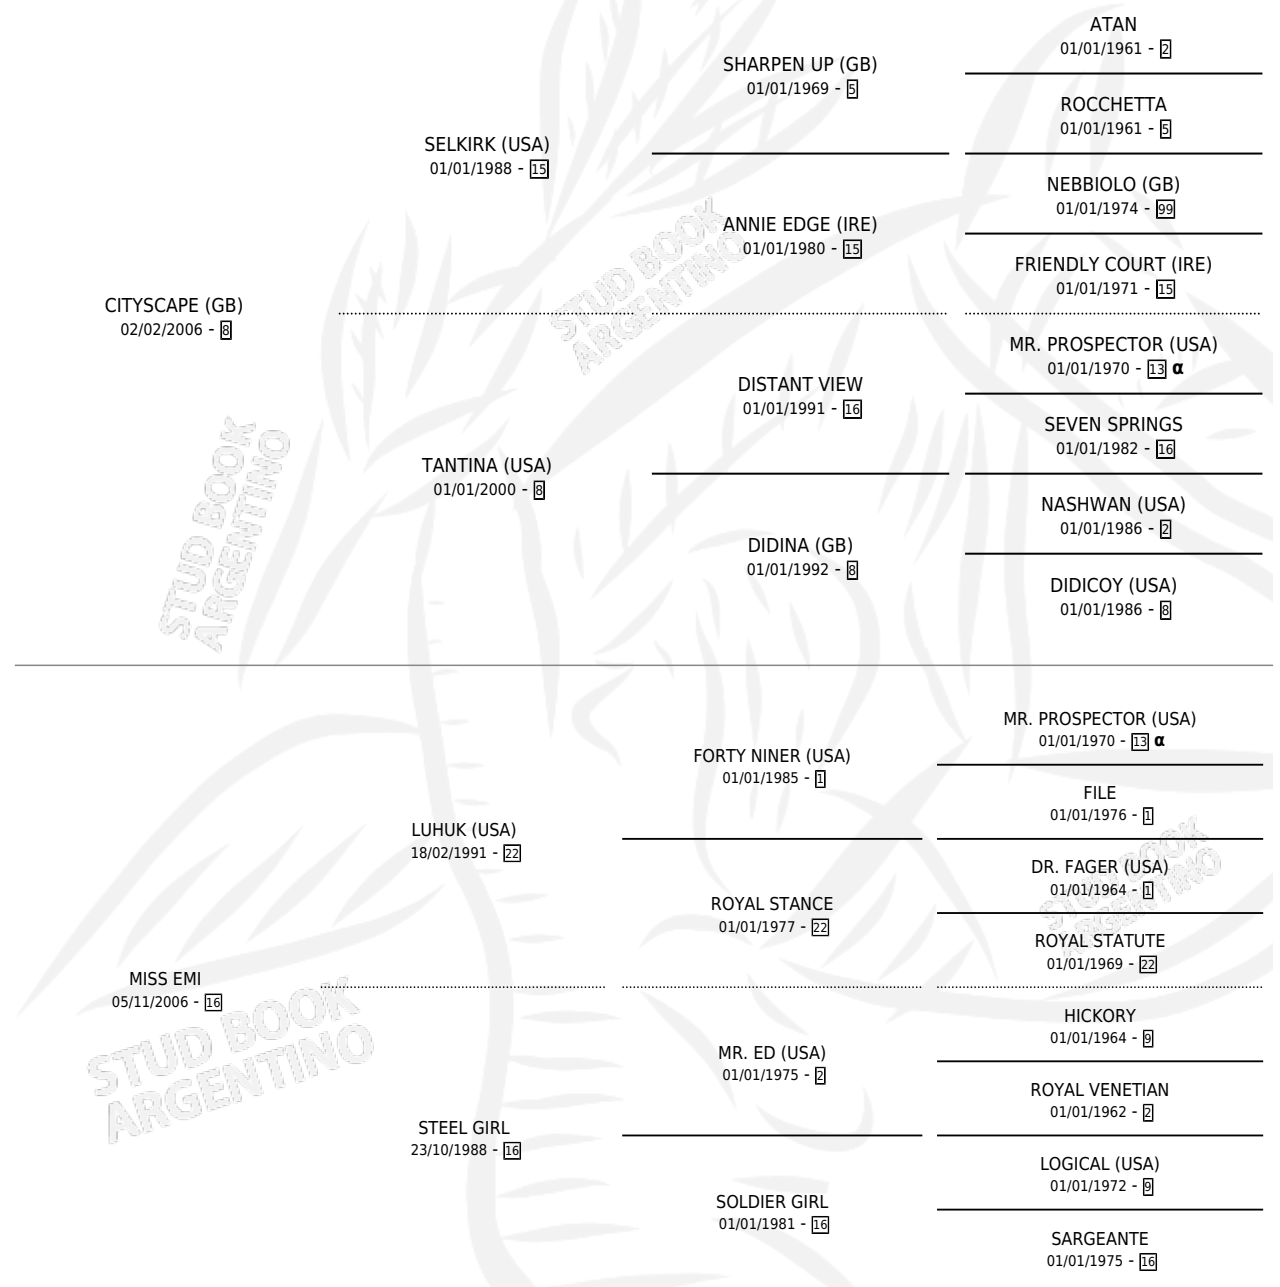 ATAN
01/01/1961 - 2
SHARPEN UP (GB)
01/01/1969 - 5
ROCCHETTA
01/01/1961 - 5
SELKIRK (USA)
01/01/1988 - 15
NEBBIOLO (GB)
01/01/1974 - 99
ANNIE EDGE (IRE)
01/01/1980 - 15
FRIENDLY COURT (IRE)
01/01/1971 - 15
CITYSCAPE (GB)
02/02/2006 - 8
MR. PROSPECTOR (USA)
01/01/1970 - 13 α
DISTANT VIEW
01/01/1991 - 16
SEVEN SPRINGS
01/01/1982 - 16
TANTINA (USA)
01/01/2000 - 8
NASHWAN (USA)
01/01/1986 - 2
DIDINA (GB)
01/01/1992 - 8
DIDICOY (USA)
01/01/1986 - 8
MR. PROSPECTOR (USA)
01/01/1970 - 13 α
FORTY NINER (USA)
01/01/1985 - 1
FILE
01/01/1976 - 1
LUHUK (USA)
18/02/1991 - 22
DR. FAGER (USA)
01/01/1964 - 1
ROYAL STANCE
01/01/1977 - 22
ROYAL STATUTE
01/01/1969 - 22
MISS EMI
05/11/2006 - 16
HICKORY
01/01/1964 - 9
MR. ED (USA)
01/01/1975 - 2
ROYAL VENETIAN
01/01/1962 - 2
STEEL GIRL
23/10/1988 - 16
LOGICAL (USA)
01/01/1972 - 9
SOLDIER GIRL
01/01/1981 - 16
SARGEANTE
01/01/1975 - 16
STUD BOOK
ARGENTINO
STUD BOOK
ARGENTINO
STUD BOOK
ARGENTINO
STUD BOOK
ARGENTINO